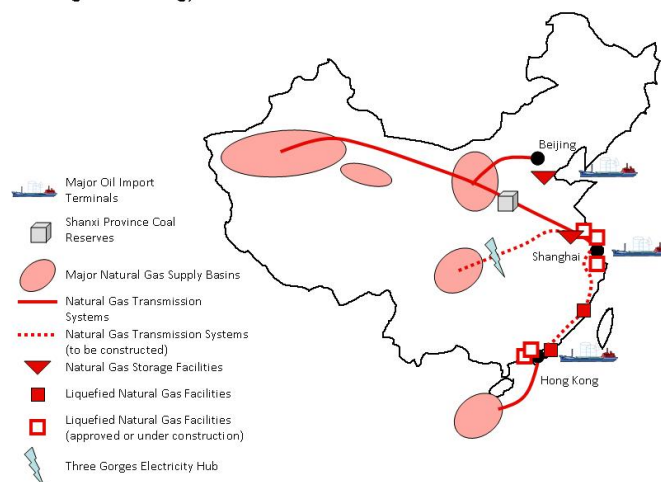 Beijing
Major Oil Import
Terminals
Shanxi Province Coal
Reserves
Shanghai
Major Natural Gas Supply Basins
Natural Gas Transmission
Systems
Natural Gas Transmission Systems
(to be constructed)
Natural Gas Storage Facilities
Hong Kong
Liquefied Natural Gas Facilities
Liquefied Natural Gas Facilities
(approved or under construction)
Three Gorges Electricity Hub